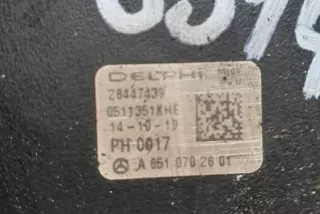 DELPHI
28447439
0511351KHE
14-10-19
PH 0017
A 651 070 26 01